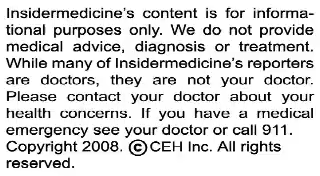 Insidermedicine's content is for informa-
tional purposes only. We do not provide
medical advice, diagnosis or treatment.
While many of Insidermedicine's reporters
are doctors, they are not your doctor.
Please contact your doctor about your
health concerns. If you have a medical
emergency see your doctor or call 911.
Copyright 2008. ©CEH Inc. All rights
reserved.